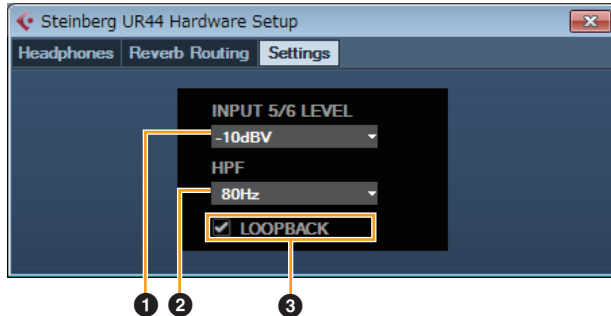 Steinberg UR44 Hardware Setup
Headphones Reverb Routing Settings
INPUT 5/6 LEVEL
-10dBV
HPF
80Hz
LOOPBACK
1 2 3